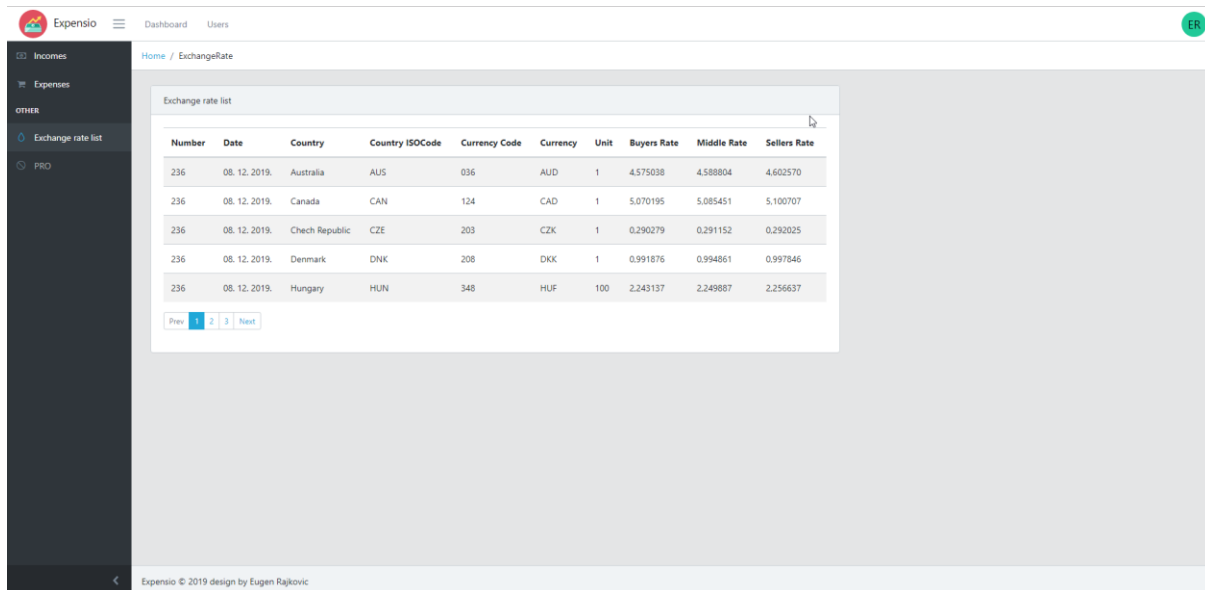 Expensio Dashboard Users ER
Incomes
Home / ExchangeRate
Expenses
OTHER
Exchange rate list
PRO
Exchange rate list
Number Date Country Country ISOCode Currency Code Currency Unit Buyers Rate Middle Rate Sellers Rate
236 08. 12. 2019. Australia AUS 036 AUD 1 4,575038 4,588804 4,602570
236 08. 12. 2019. Canada CAN 124 CAD 1 5,070195 5,085451 5,100707
236 08. 12. 2019. Chech Republic CZE 203 CZK 1 0,290279 0,291152 0,292025
236 08. 12. 2019. Denmark DNK 208 DKK 1 0,991876 0,994861 0,997846
236 08. 12. 2019. Hungary HUN 348 HUF 100 2,243137 2,249887 2,256637
Prev 1 2 3 Next
Expensio © 2019 design by Eugen Rajkovic